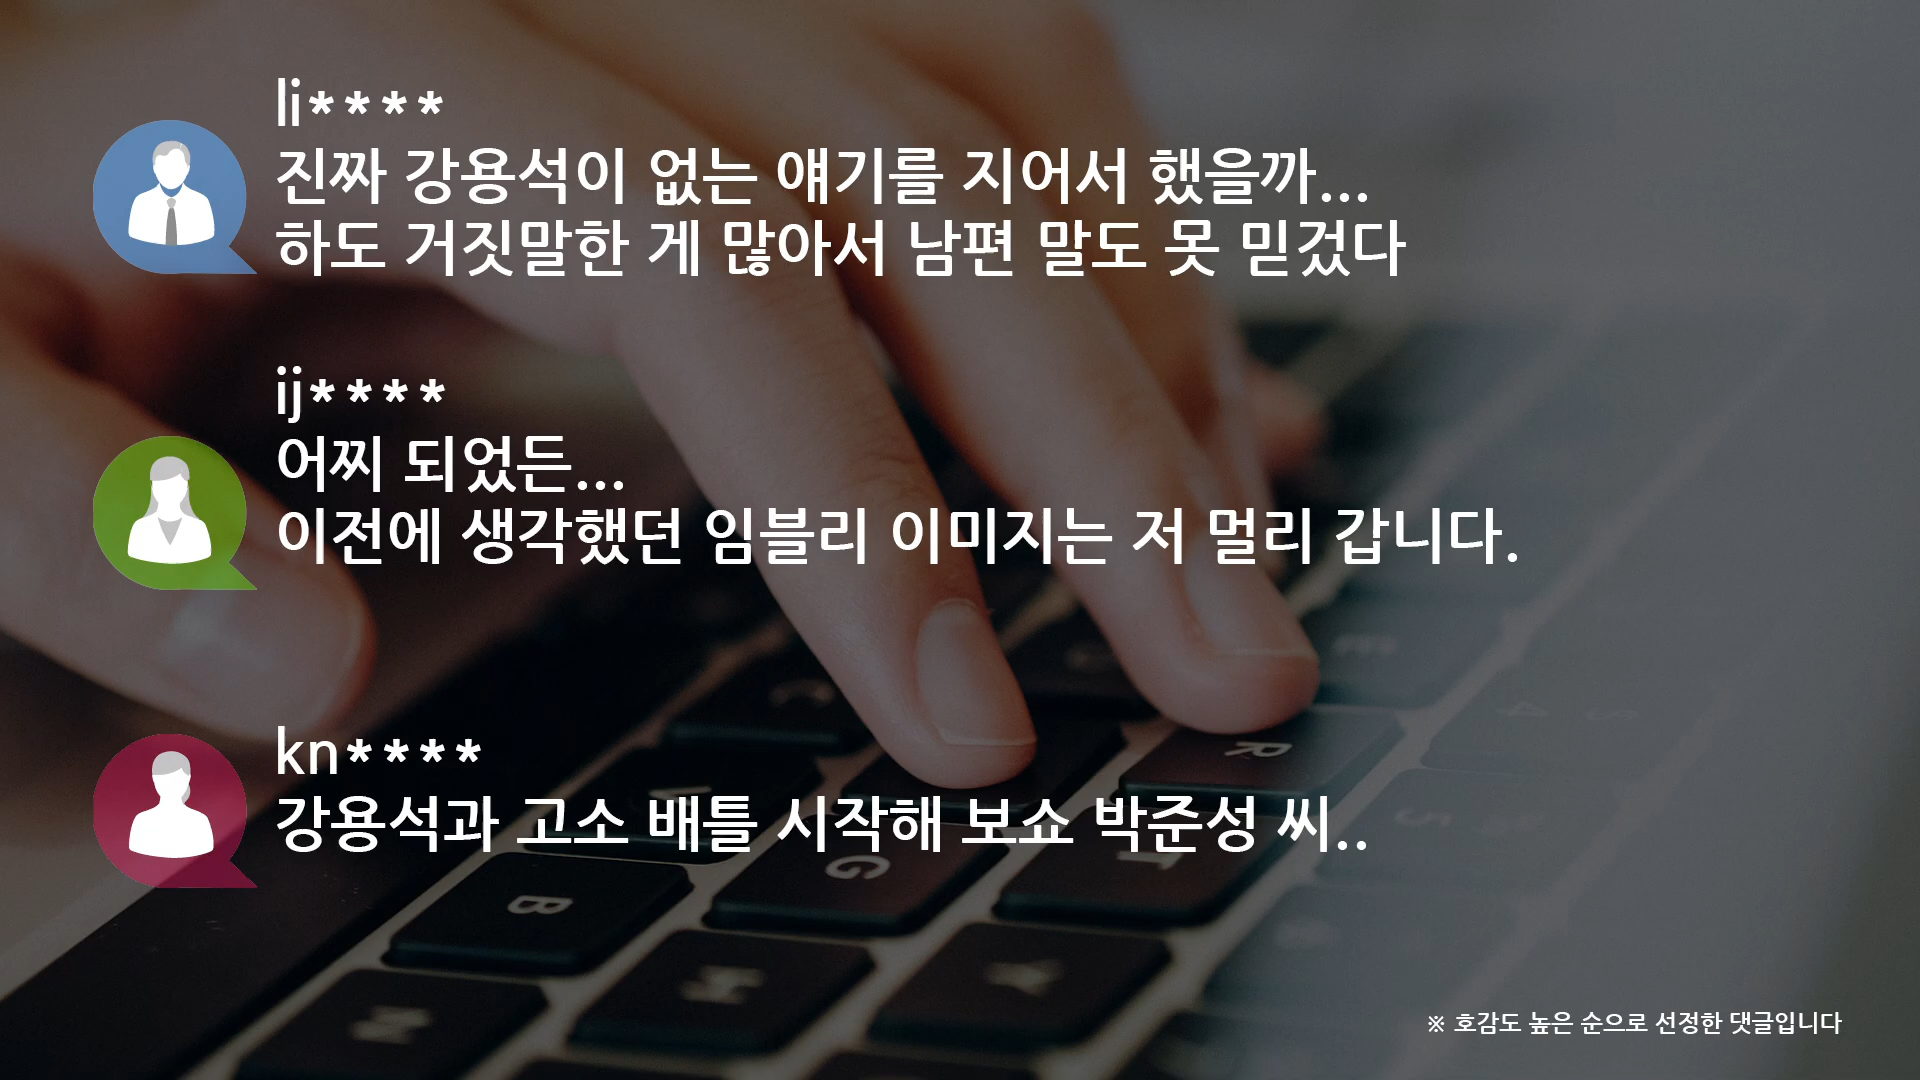 li****
진짜 강용석이 없는 얘기를 지어서 했을까...
하도 거짓말한 게 많아서 남편 말도 못 믿겠다
ij****
어찌 되었든...
이전에 생각했던 임블리 이미지는 저 멀리 갑니다.
kn****
강용석과 고소 배틀 시작해 보쇼 박준성 씨..
R
G
T
B
H
Y
N
※ 호감도 높은 순으로 선정한 댓글입니다